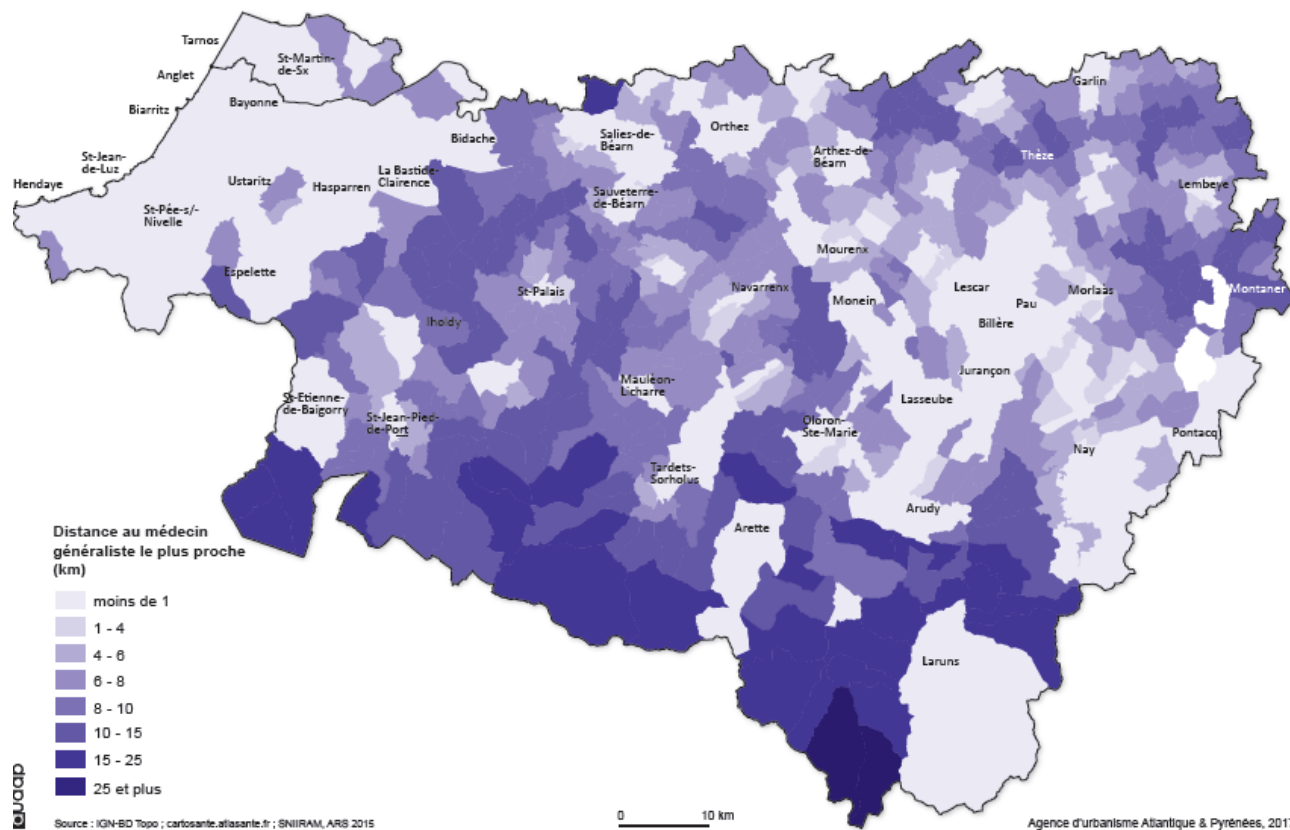 Tarnos
St-Martin-
de-Sx
Anglet
Biarritz
Bayonne
St-Jean-
de-Luz
Hendaye
Bidache
Ustaritz
Hasparren
La Bastide-
Clairence
St-Pée-s/-
Nivelle
Espelette
Salies-de-
Béarn
Orthez
Sauveterre-
de-Béarn
Arthez-de-
Béarn
Garlin
Thèze
Lembeye
Mourenx
Montaner
St-Palais
Navarrenx
Monein
Lescar
Pau
Morlaàs
Billère
Iholdy
Jurançon
Mauléon-
Licharre
Lasseube
St-Etienne-
de-Baigorry
St-Jean-Pied-
de-Port
Oloron-
Ste-Marie
Pontacq
Nay
Tardets-
Sorholus
Arudy
Arette
Laruns
Distance au médecin
généraliste le plus proche
(km)
moins de 1
1 - 4
4 - 6
6 - 8
8 - 10
10 - 15
15 - 25
25 et plus
auaap
Source : IGN-BD Topo ; cartosante.atlasante.fr ; SNIIRAM, ARS 2015
0 10 km
Agence d'urbanisme Atlantique & Pyrénées, 2017